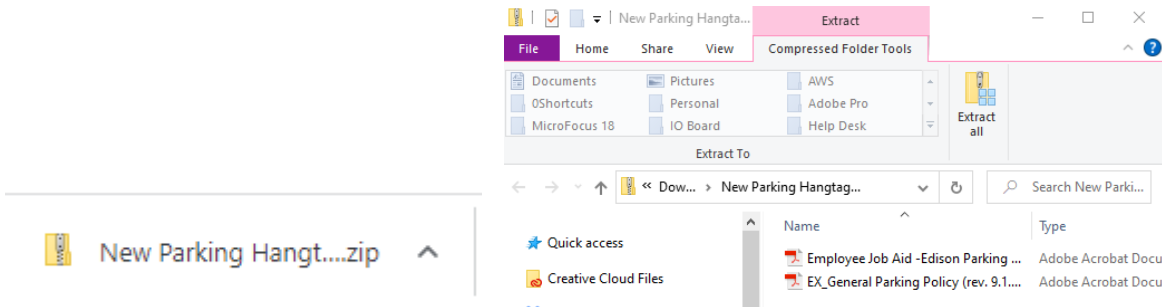 New Parking Hangt....zip
New Parking Hangta...
Extract
File Home Share View Compressed Folder Tools
Documents Pictures AWS
0Shortcuts Personal Adobe Pro
MicroFocus 18 IO Board Help Desk
Extract all
Extract To
« Dow... › New Parking Hangtag... Search New Parki...
Name Type
Quick access
Employee Job Aid -Edison Parking ... Adobe Acrobat Docu
Creative Cloud Files
EX_General Parking Policy (rev. 9.1.... Adobe Acrobat Docu